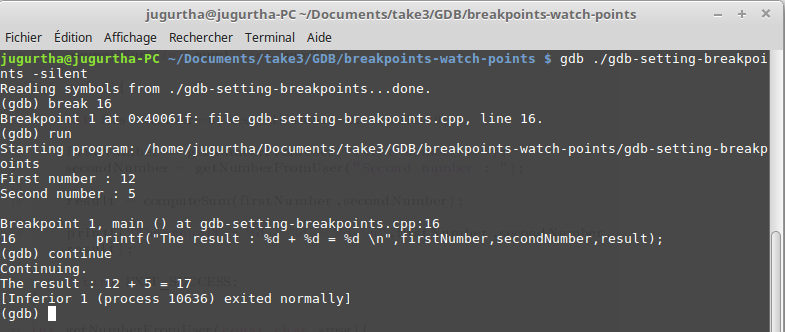 jugurtha@jugurtha-PC ~/Documents/take3/GDB/breakpoints-watch-points
Fichier Édition Affichage Rechercher Terminal Aide
jugurtha@jugurtha-PC ~/Documents/take3/GDB/breakpoints-watch-points $ gdb ./gdb-setting-breakpoi
nts -silent
Reading symbols from ./gdb-setting-breakpoints...done.
(gdb) break 16
Breakpoint 1 at 0x40061f: file gdb-setting-breakpoints.cpp, line 16.
(gdb) run
Starting program: /home/jugurtha/Documents/take3/GDB/breakpoints-watch-points/gdb-setting-breakp
oints
First number : 12
Second number : 5
Breakpoint 1, main () at gdb-setting-breakpoints.cpp:16
16 printf("The result : %d + %d = %d \n",firstNumber,secondNumber,result);
(gdb) continue
Continuing.
The result : 12 + 5 = 17
[Inferior 1 (process 10636) exited normally]
(gdb)